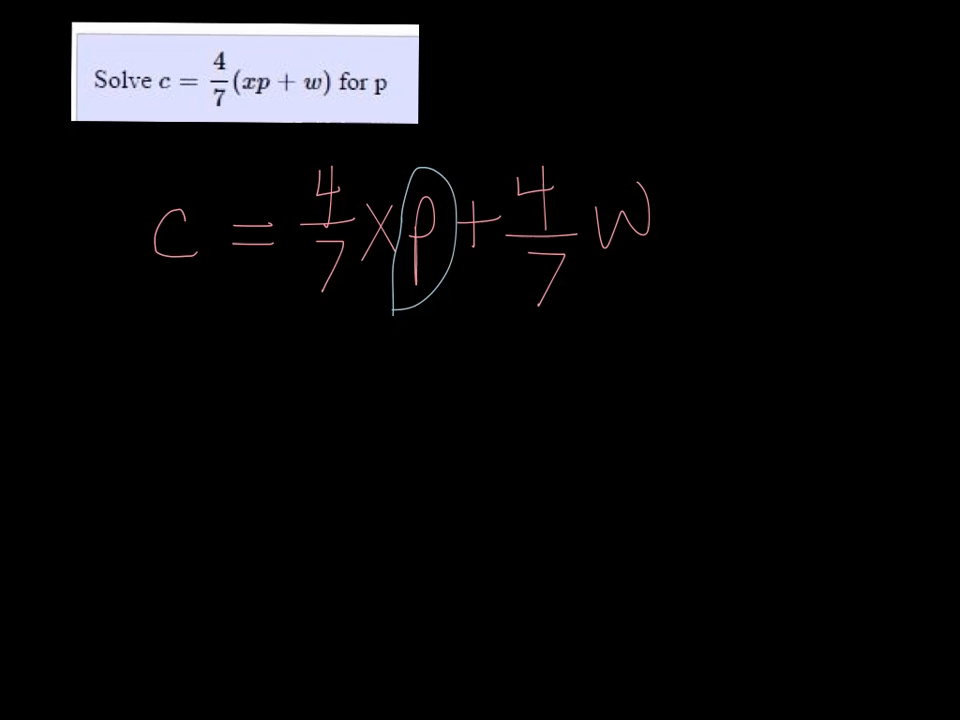 Solve c = 4/7 (xp + w) for p
c = 4/7 xp + 4/7 w